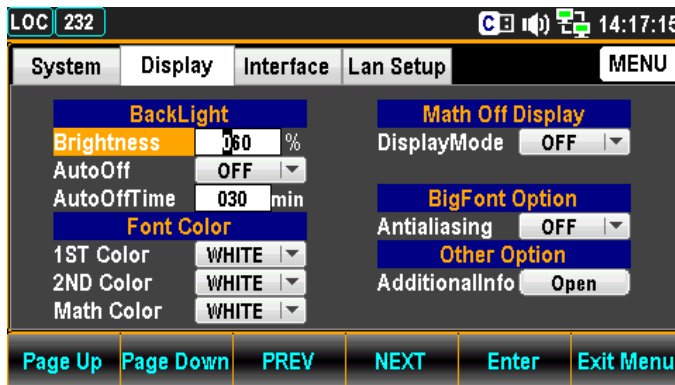 LOC 232 C 14:17:15
System Display Interface Lan Setup MENU
BackLight
Brightness 060 %
AutoOff OFF
AutoOffTime 030 min
Font Color
1ST Color WHITE
2ND Color WHITE
Math Color WHITE
Math Off Display
DisplayMode OFF
BigFont Option
Antialiasing OFF
Other Option
AdditionalInfo Open
Page Up Page Down PREV NEXT Enter Exit Menu